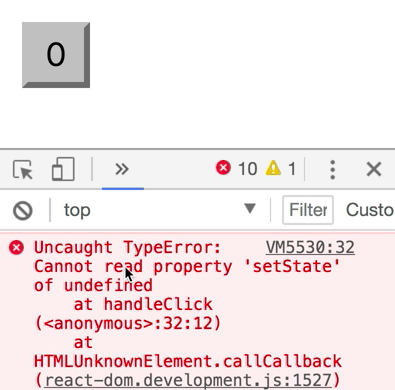 0
10 1
top Filter Custo
Uncaught TypeError: VM5530:32
Cannot read property 'setState'
of undefined
at handleClick
(<anonymous>:32:12)
at
HTMLUnknownElement.callCallback
(react-dom.development.js:1527)